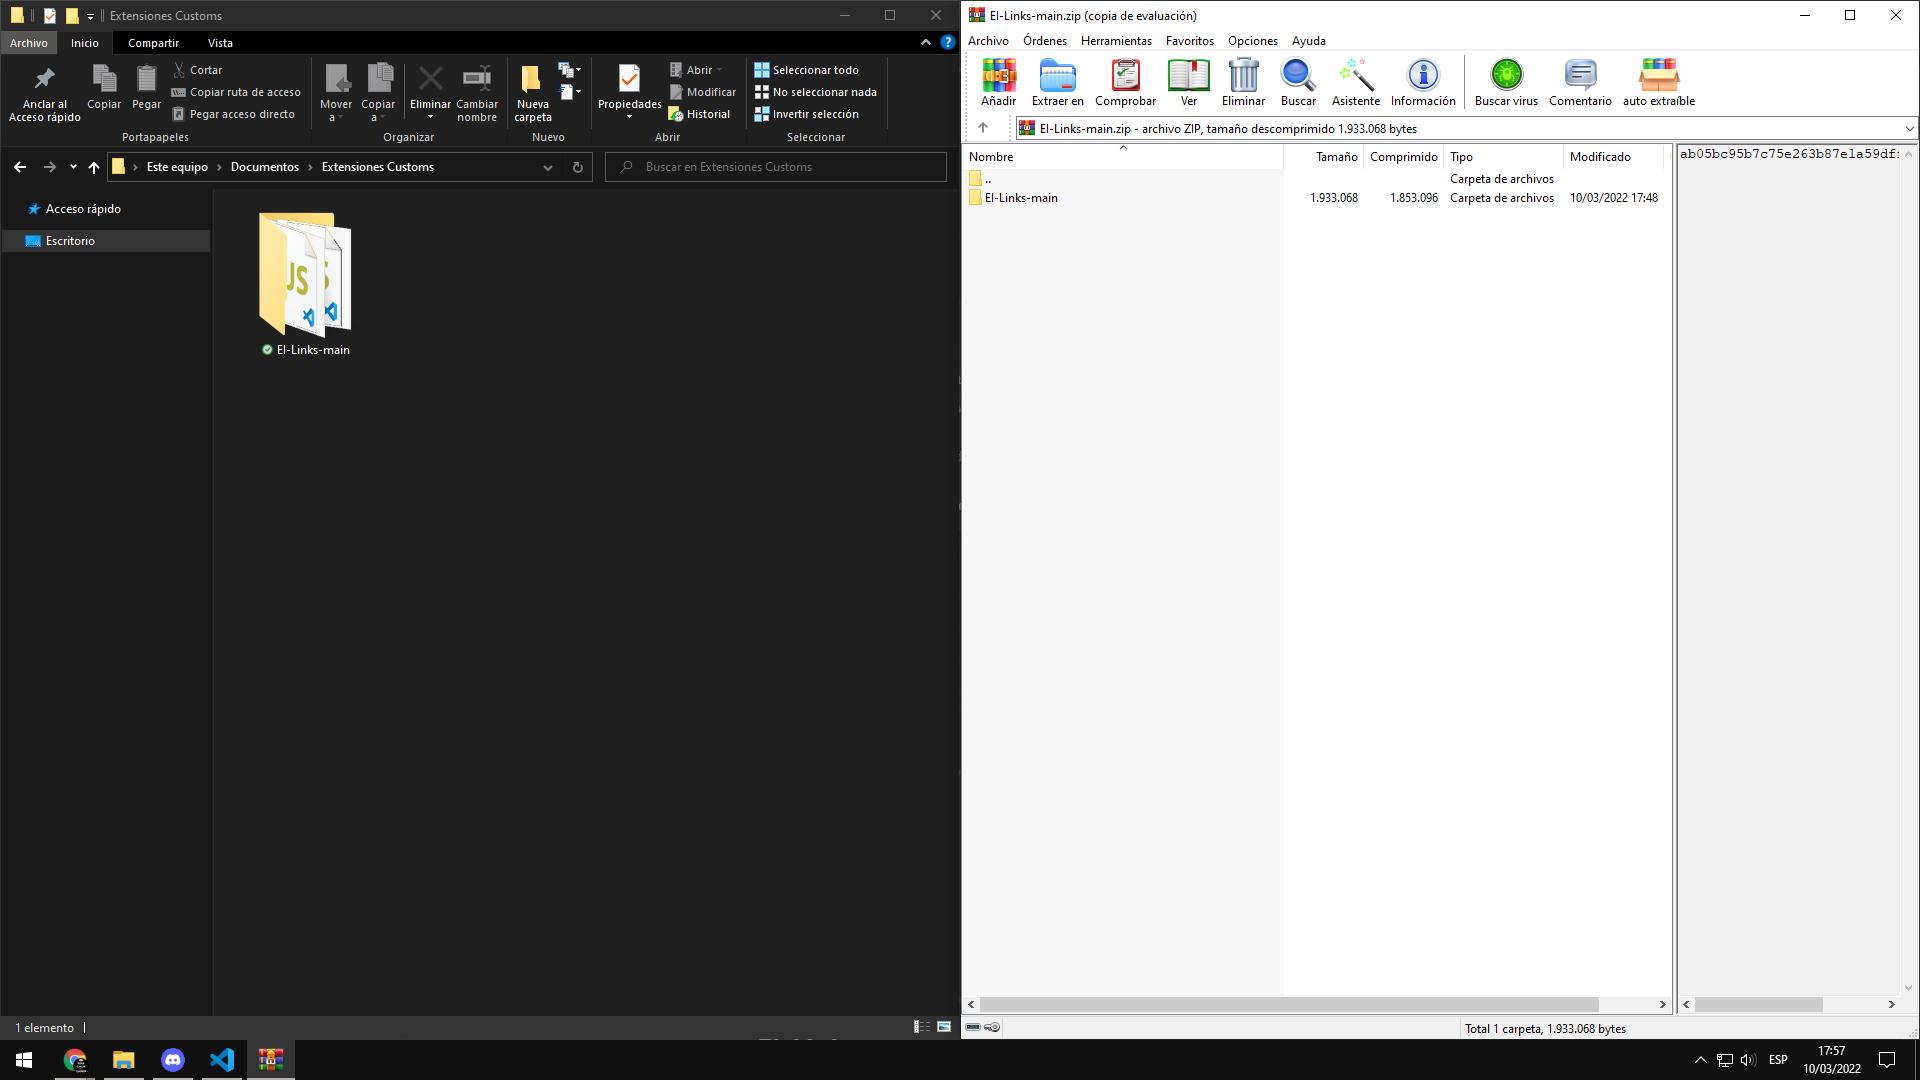 Extensiones Customs
Archivo Inicio Compartir Vista
Anclar al
Acceso rápido
Copiar
Pegar
Cortar
Copiar ruta de acceso
Pegar acceso directo
Portapapeles
Mover
a
Copiar
a
Eliminar
Cambiar
nombre
Organizar
Nueva
carpeta
Nuevo
Propiedades
Abrir
Modificar
Historial
Abrir
Seleccionar todo
No seleccionar nada
Invertir selección
Seleccionar
Este equipo > Documentos > Extensiones Customs
Buscar en Extensiones Customs
Acceso rápido
Escritorio
JS
El-Links-main
1 elemento
El-Links-main.zip (copia de evaluación)
Archivo Órdenes Herramientas Favoritos Opciones Ayuda
Añadir Extraer en Comprobar Ver Eliminar Buscar Asistente Información Buscar virus Comentario auto extraíble
El-Links-main.zip - archivo ZIP, tamaño descomprimido 1.933.068 bytes
Nombre Tamaño Comprimido Tipo Modificado
.. Carpeta de archivos
El-Links-main 1.933.068 1.853.096 Carpeta de archivos 10/03/2022 17:48
Total 1 carpeta, 1.933.068 bytes
ESP
17:57
10/03/2022